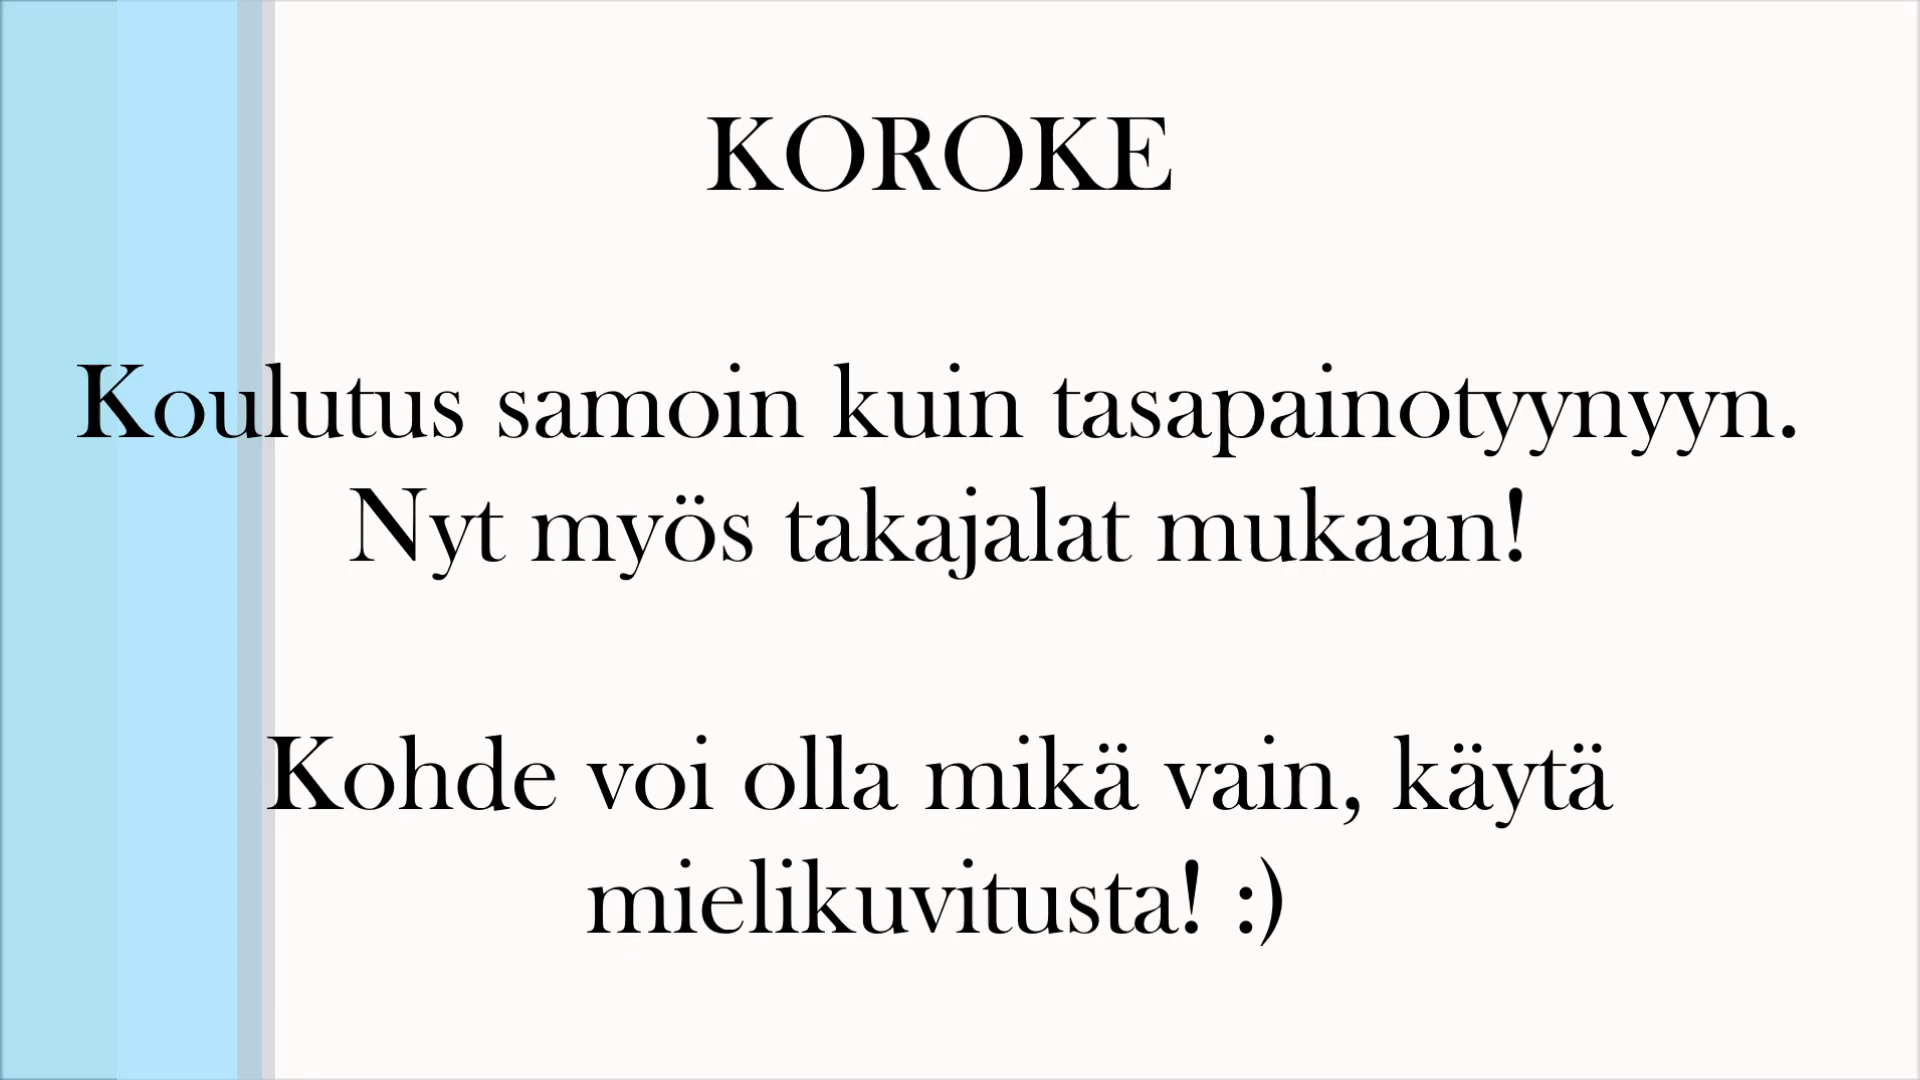 KOROKE
Koulutus samoin kuin tasapainotyynyyn.
Nyt myös takajalat mukaan!
Kohde voi olla mikä vain, käytä
mielikuvitusta! :)